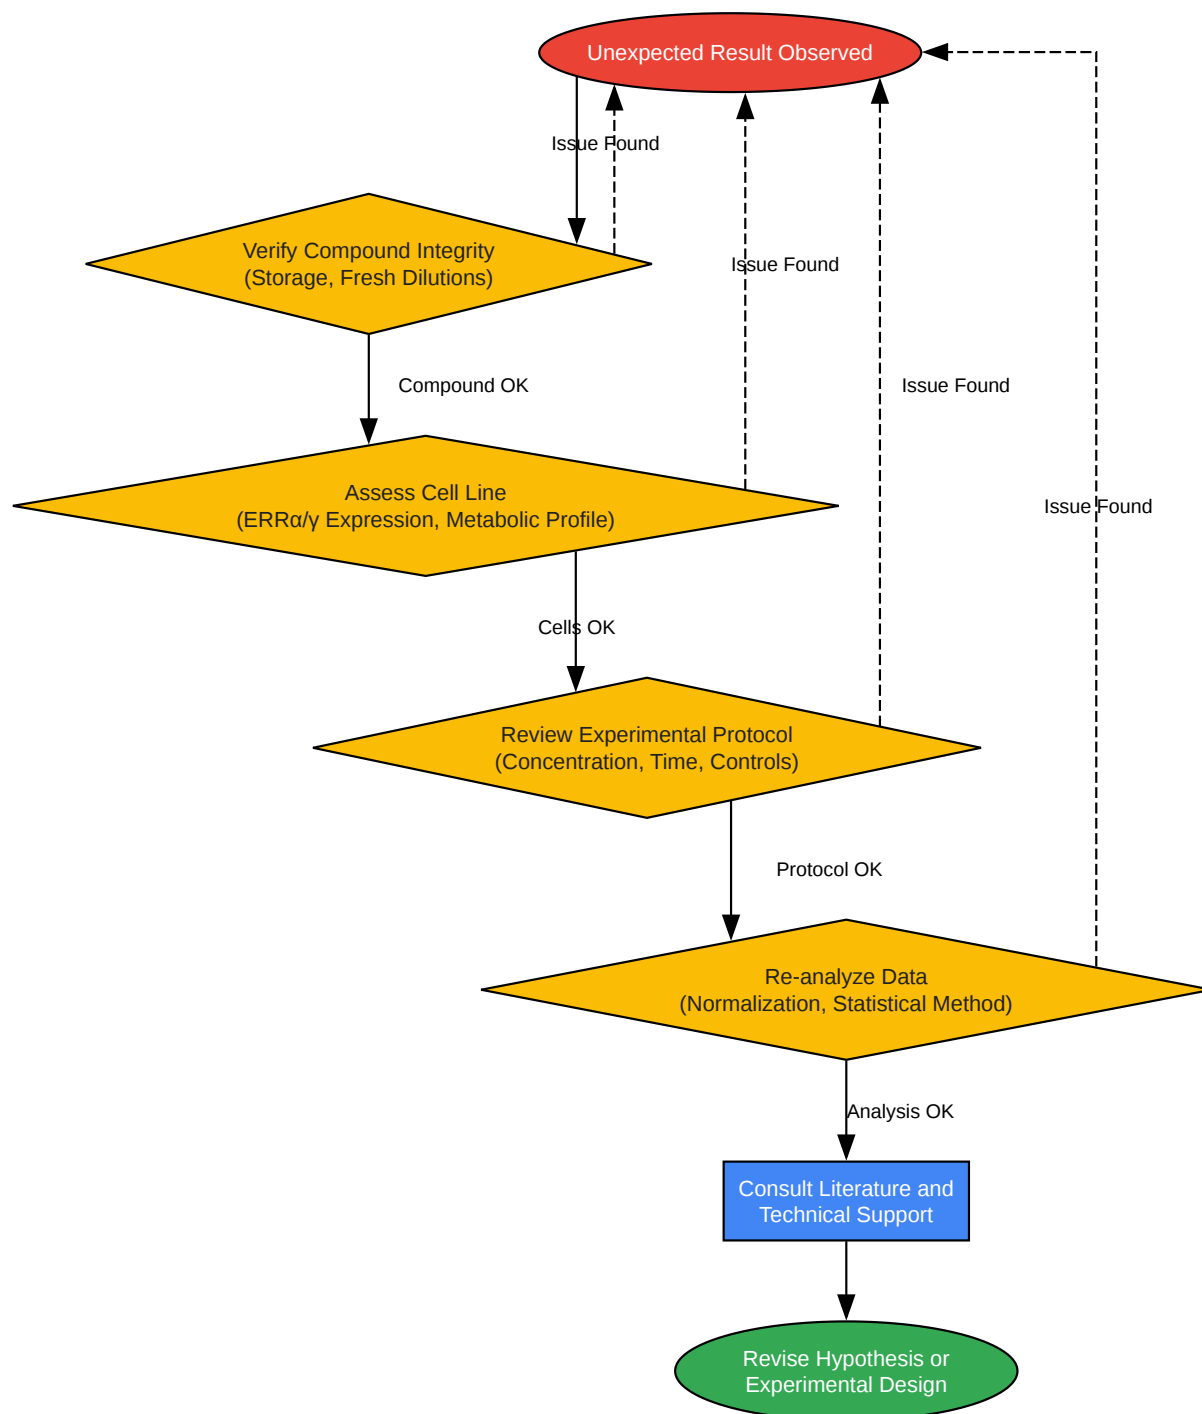 Unexpected Result Observed
Issue Found
Verify Compound Integrity
(Storage, Fresh Dilutions)
Issue Found
Compound OK
Issue Found
Assess Cell Line
(ERRα/γ Expression, Metabolic Profile)
Issue Found
Cells OK
Review Experimental Protocol
(Concentration, Time, Controls)
Protocol OK
Re-analyze Data
(Normalization, Statistical Method)
Analysis OK
Consult Literature and
Technical Support
Revise Hypothesis or
Experimental Design